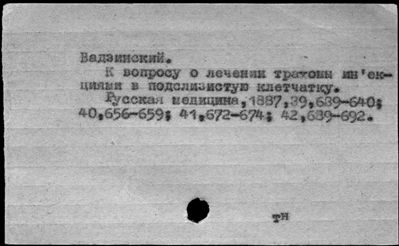 Вадзинский.
К вопросу о лечении трахомы ин'ек-
циями в подслизистую клетчатку.
Русская медицина,1887,39,639-640;
40,656-659; 41,672-674; 42,689-692.
тН